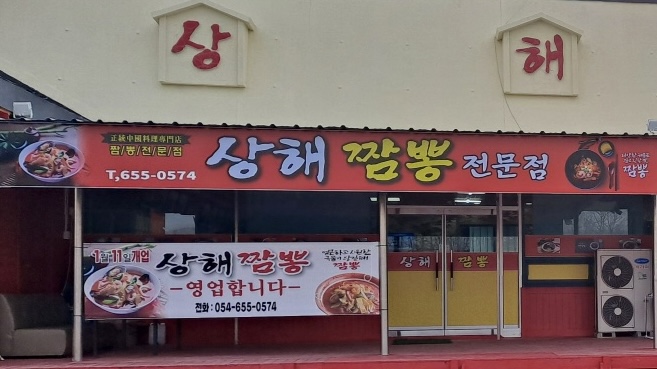 상 해
正統中國料理專門店
짬/뽕/전/문/점
T,655-0574
상해 짬뽕 전문점
짬뽕
1월11일개업
상해짬뽕
-영업합니다-
전화 : 054-655-0574
짬뽕
상해 짬뽕